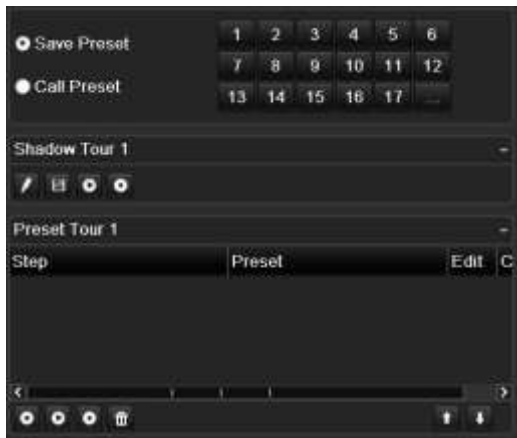 Save Preset
Call Preset
1 2 3 4 5 6
7 8 9 10 11 12
13 14 15 16 17 ...
Shadow Tour 1
Preset Tour 1
Step Preset Edit C